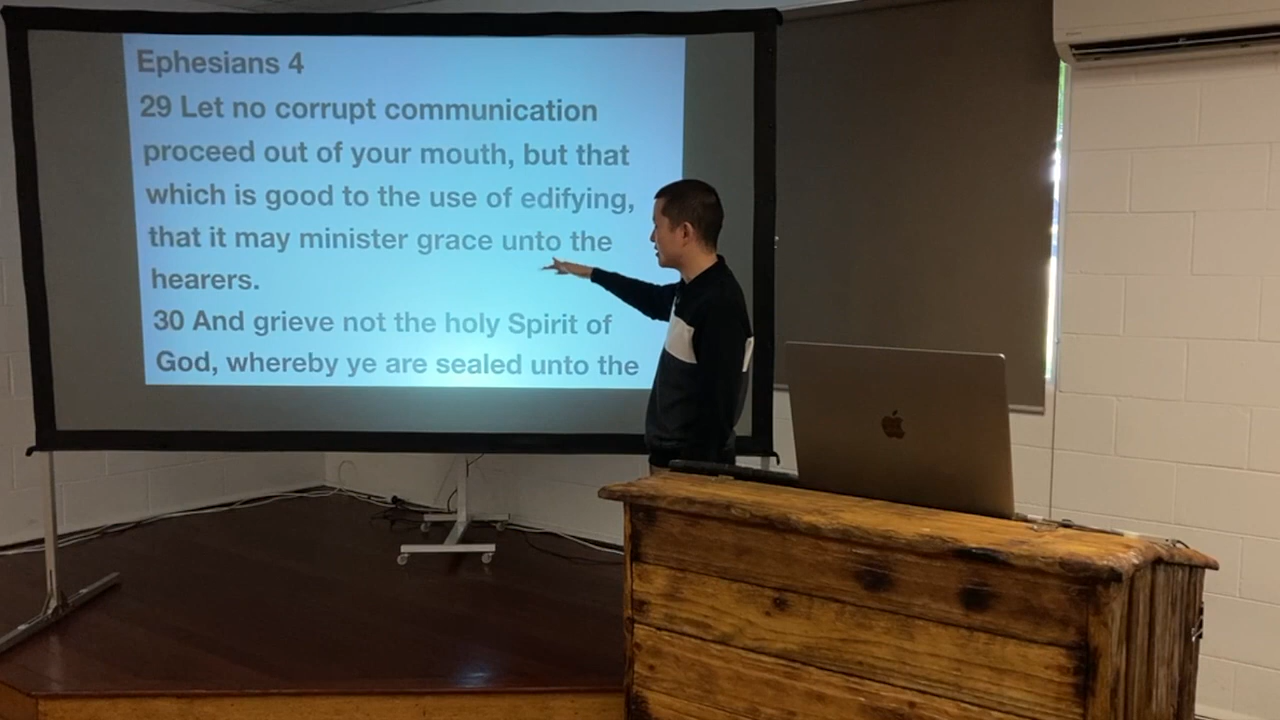 Ephesians 4
29 Let no corrupt communication
proceed out of your mouth, but that
which is good to the use of edifying,
that it may minister grace unto the
hearers.
30 And grieve not the holy Spirit of
God, whereby ye are sealed unto the